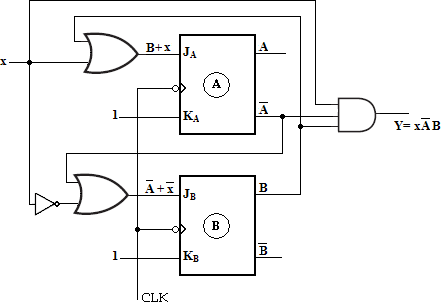 B+x
A
J_A
x
A
A̅
1
K_A
Y= xA̅B
A̅+x̅
B
J_B
B
B̅
1
K_B
CLK